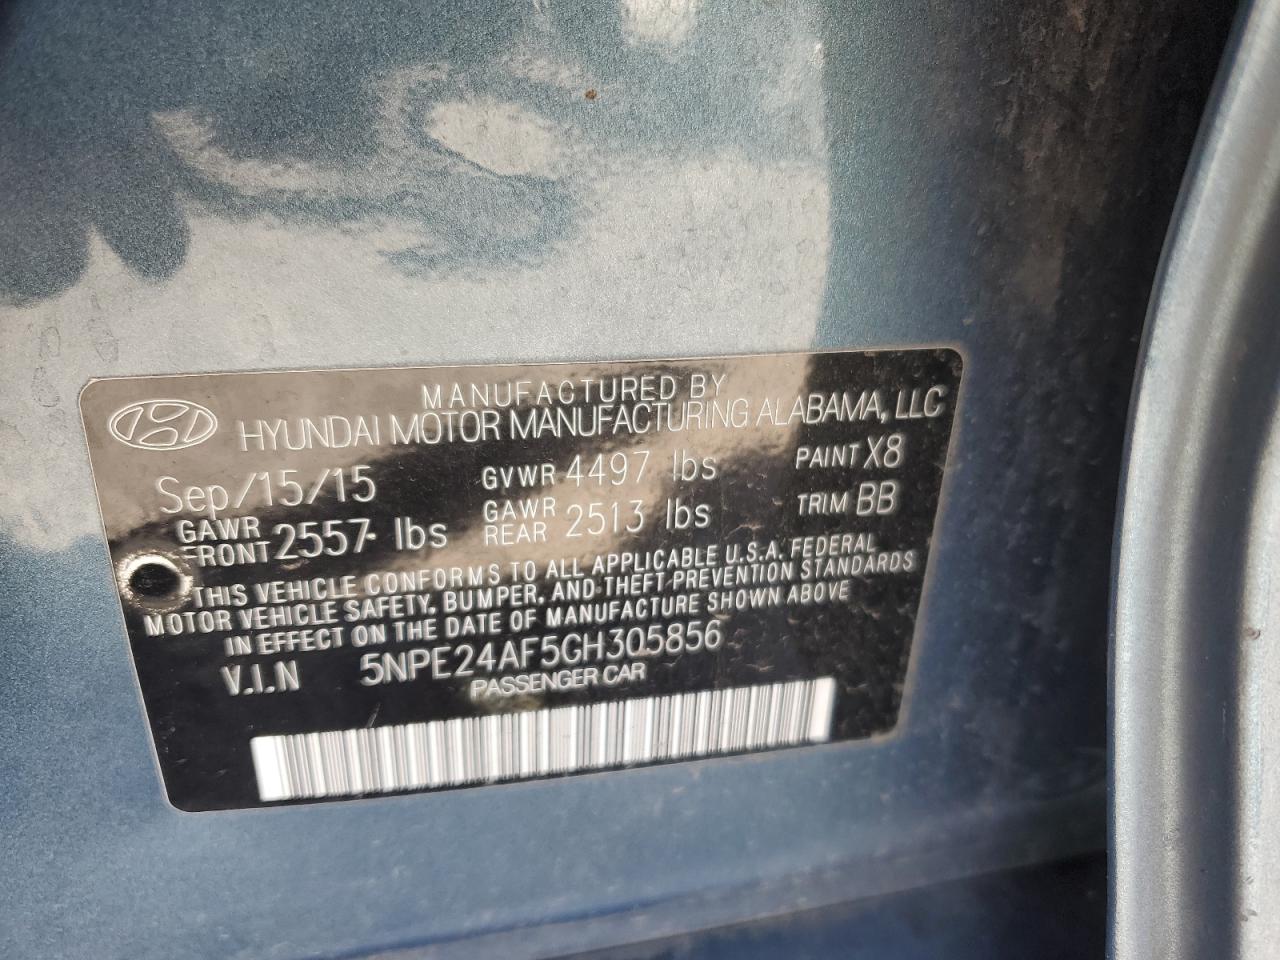 MANUFACTURED BY
HYUNDAI MOTOR MANUFACTURING ALABAMA, LLC
Sep/15/15 GVWR 4497 lbs PAINT X8
GAWR FRONT 2557 lbs GAWR REAR 2513 lbs TRIM BB
THIS VEHICLE CONFORMS TO ALL APPLICABLE U.S.A. FEDERAL
MOTOR VEHICLE SAFETY, BUMPER, AND THEFT PREVENTION STANDARDS
IN EFFECT ON THE DATE OF MANUFACTURE SHOWN ABOVE
V.I.N 5NPE24AF5GH305856
PASSENGER CAR